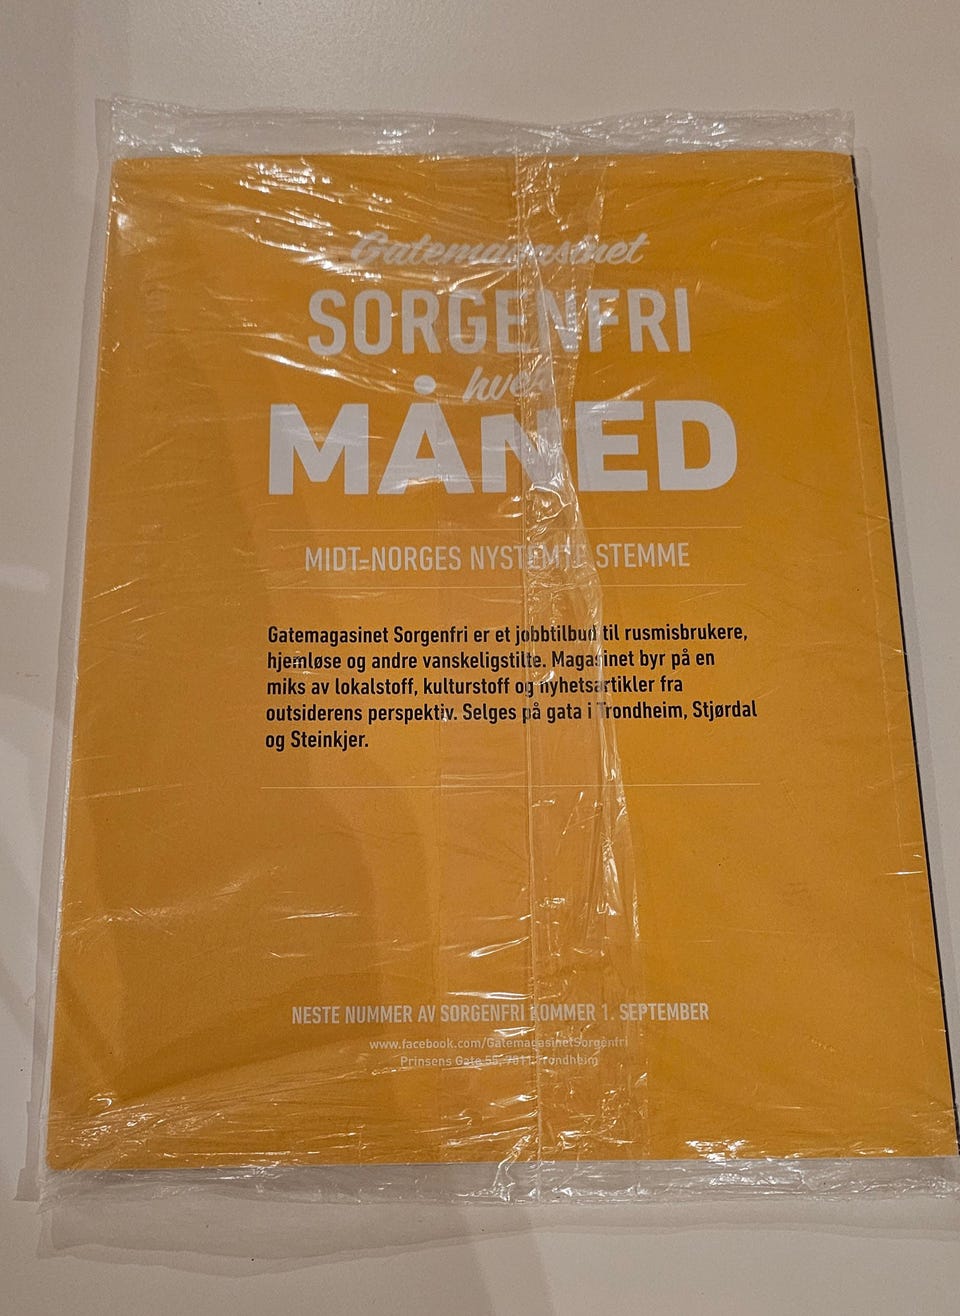 Gatemagasinet
SORGENFRI
hver
MÅNED
MIDT-NORGES NYSTEMTE STEMME
Gatemagasinet Sorgenfri er et jobbtilbud til rusmisbrukere,
hjemløse og andre vanskeligstilte. Magasinet byr på en
miks av lokalstoff, kulturstoff og nyhetsartikler fra
outsiderens perspektiv. Selges på gata i Trondheim, Stjørdal
og Steinkjer.
NESTE NUMMER AV SORGENFRI KOMMER 1. SEPTEMBER
www.facebook.com/GatemagasinetSorgenfri
Prinsens Gate 55, 7011 Trondheim